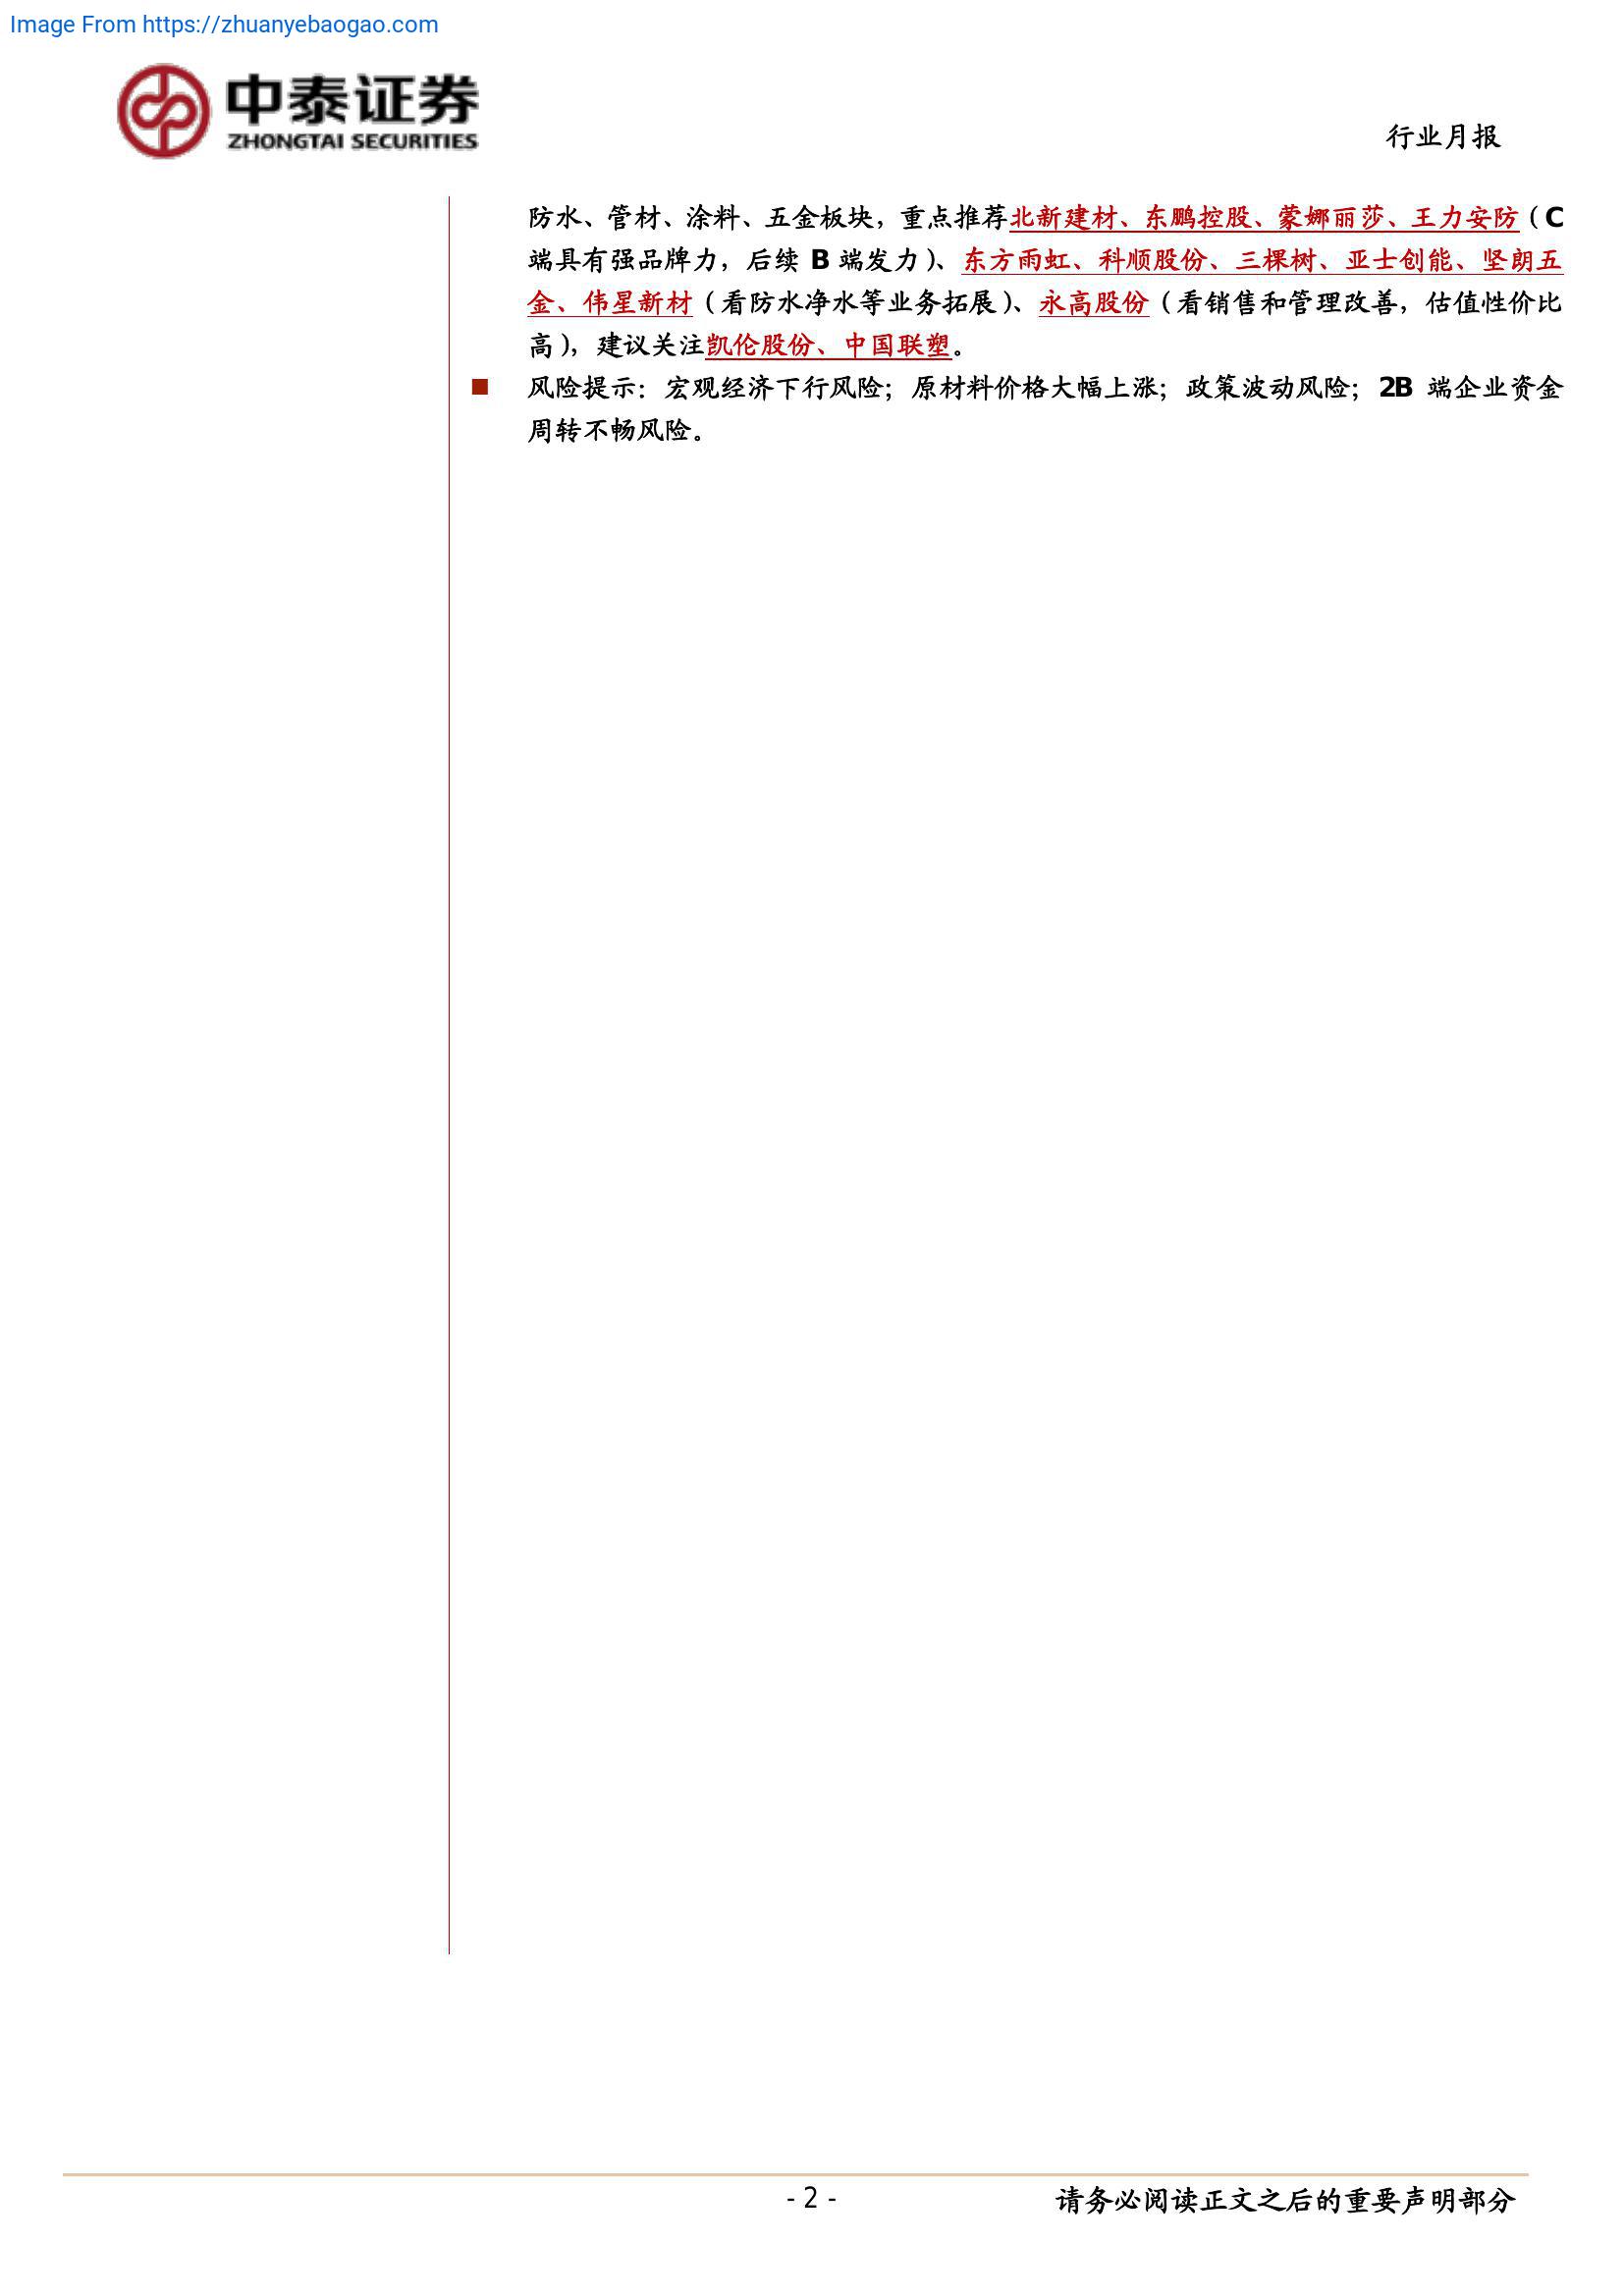 Image From https://zhuanyebaogao.com
中泰证券
ZHONGTAI SECURITIES
行业月报
防水、管材、涂料、五金板块，重点推荐北新建材、东鹏控股、蒙娜丽莎、王力安防（C
端具有强品牌力，后续 B 端发力）、东方雨虹、科顺股份、三棵树、亚士创能、坚朗五
金、伟星新材（看防水净水等业务拓展）、永高股份（看销售和管理改善，估值性价比
高），建议关注凯伦股份、中国联塑。
■ 风险提示：宏观经济下行风险；原材料价格大幅上涨；政策波动风险；2B 端企业资金
周转不畅风险。
- 2 -
请务必阅读正文之后的重要声明部分